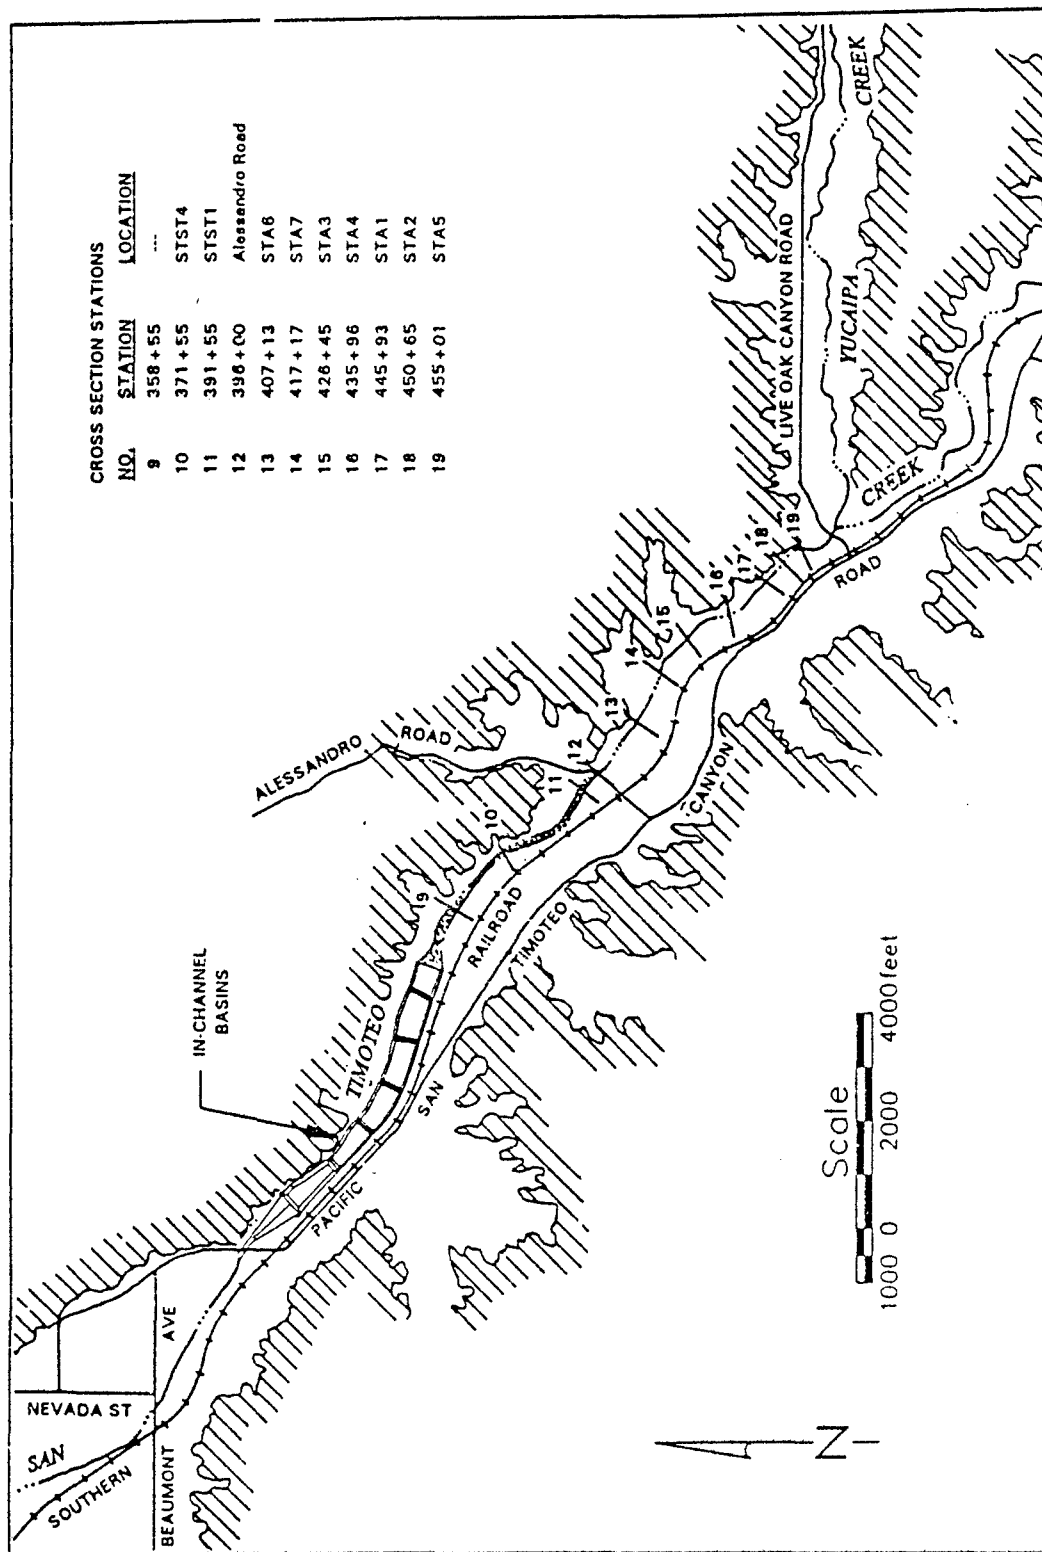 CROSS SECTION STATIONS
NO. STATION LOCATION
9 358+55 ---
10 371+55 STST4
11 391+55 STST1
12 396+00 Alessandro Road
13 407+13 STA6
14 417+17 STA7
15 426+45 STA3
16 435+96 STA4
17 445+93 STA1
18 450+65 STA2
19 455+01 STA5
NEVADA ST
SAN
SOUTHERN
BEAUMONT
AVE
PACIFIC
IN-CHANNEL
BASINS
TIMOTEO
SAN
RAILROAD
TIMOTEO
CANYON
ALESSANDRO
ROAD
9
10
11
12
13
14
15
16
17
18
19
ROAD
CREEK
LIVE OAK CANYON ROAD
YUCAIPA
CREEK
Scale
1000 0 2000 4000 feet
N